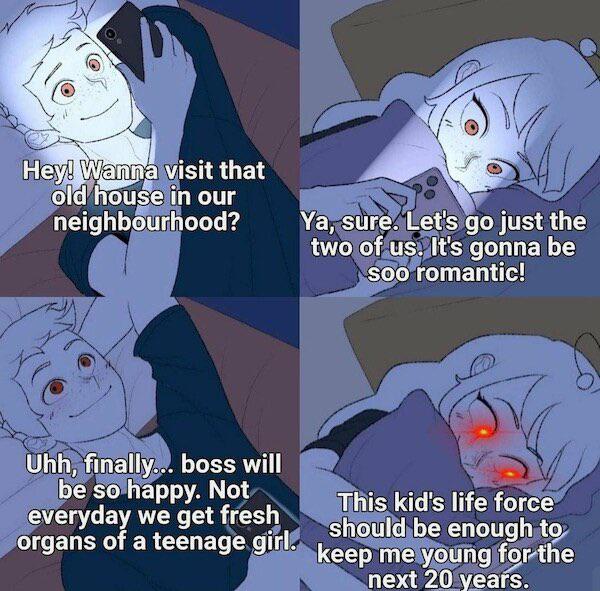 Hey! Wanna visit that
old house in our
neighbourhood?
Ya, sure. Let's go just the
two of us. It's gonna be
soo romantic!
Uhh, finally... boss will
be so happy. Not
everyday we get fresh
organs of a teenage girl.
This kid's life force
should be enough to
keep me young for the
next 20 years.